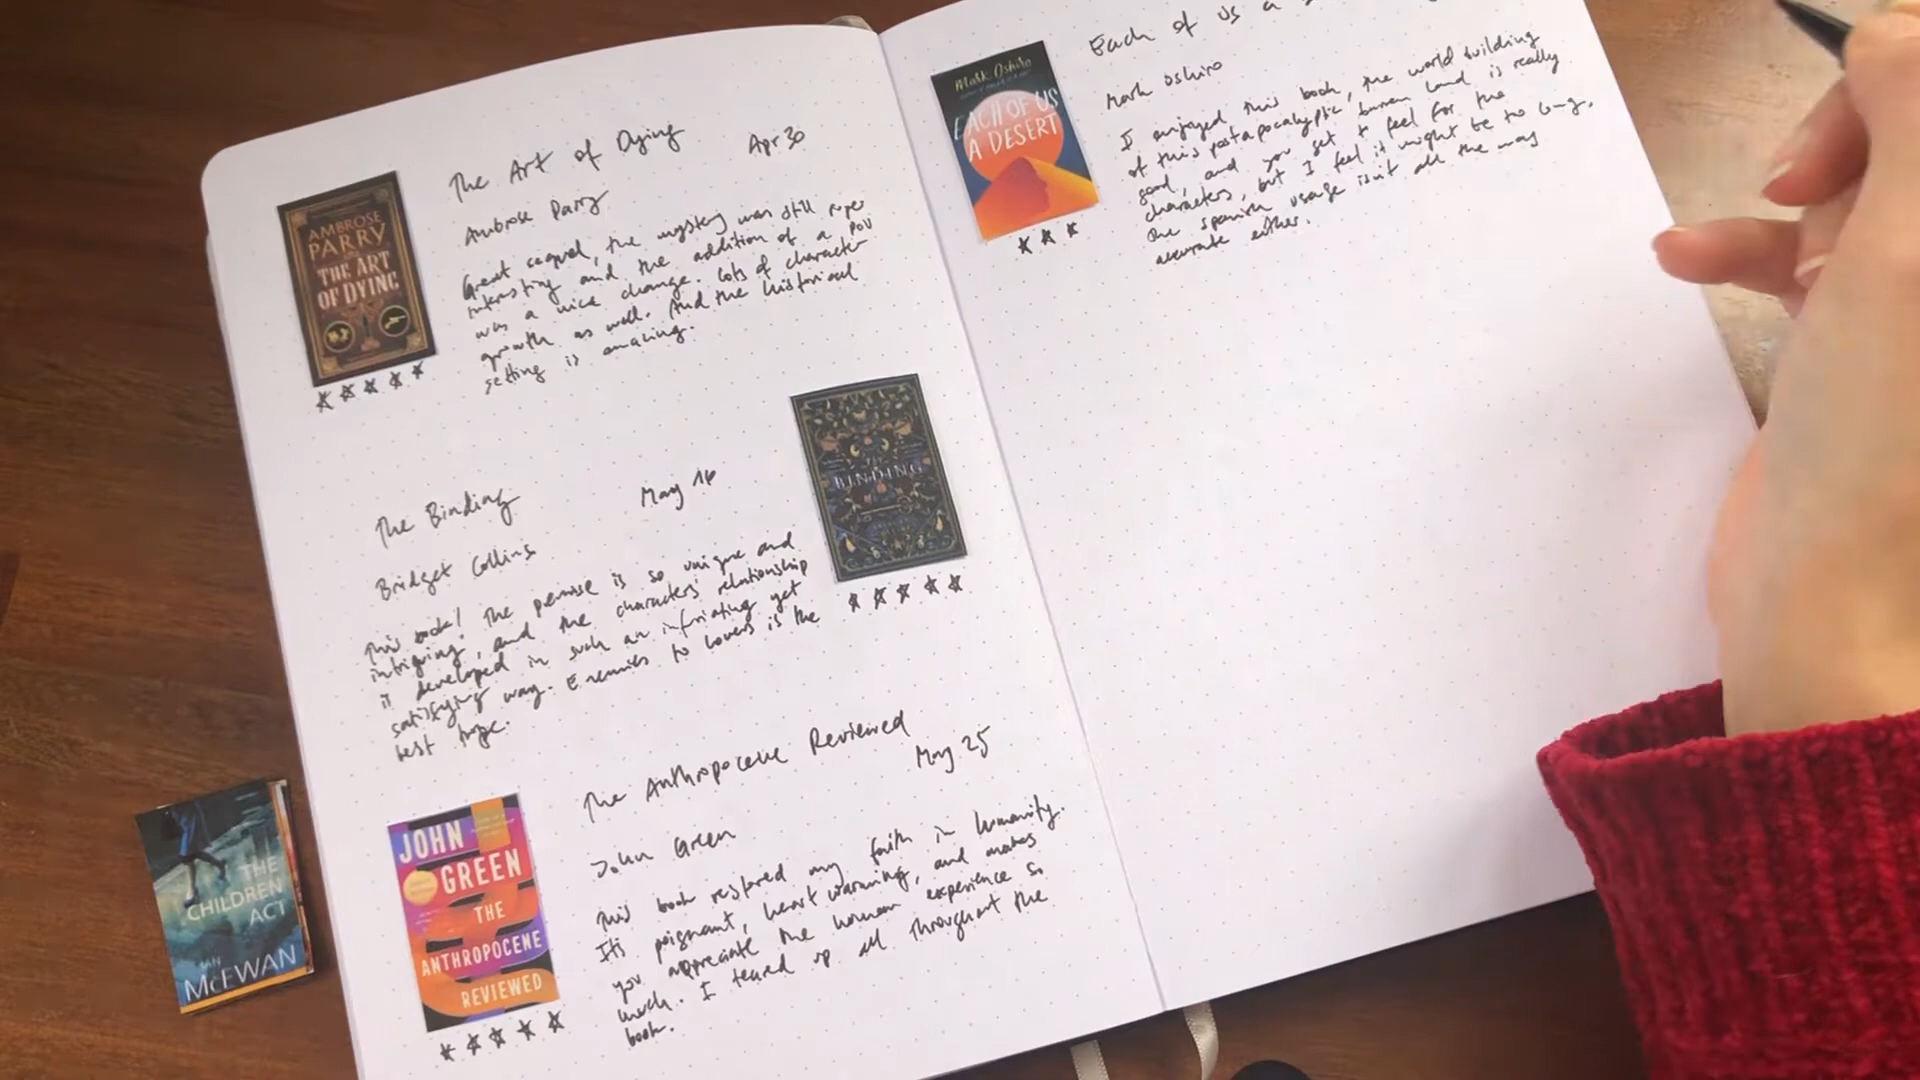 The Art of Dying
Apr 30
Ambrose Parry
Great sequel, the mystery was still super
interesting and the addition of a POV
was a nice change. Lots of character
growth as well. And the historical
setting is amazing.
AMBROSE
PARRY
THE ART
OF DYING
The Binding
May 16
Bridget Collins
This book! The premise is so unique and
intriguing, and the characters' relationship
is developed in such an infuriating yet
satisfying way. Enemies to lovers is the
best trope.
BINDING
The Anthropocene Reviewed
May 25
John Green
This book restored my faith in humanity.
It's poignant, heart warming, and makes
you appreciate the human experience so
much. I teared up all throughout the
book.
JOHN
GREEN
THE
ANTHROPOCENE
REVIEWED
THE
CHILDREN
ACT
IAN
McEWAN
Each of us a
Mark Oshiro
I enjoyed this book, the world building
of this postapocalyptic, barren land is really
good, and you get to feel for the
characters, but I feel it might be too long.
The spanish usage isn't all the way
accurate either.
Mark Oshiro
EACH OF US
A DESERT